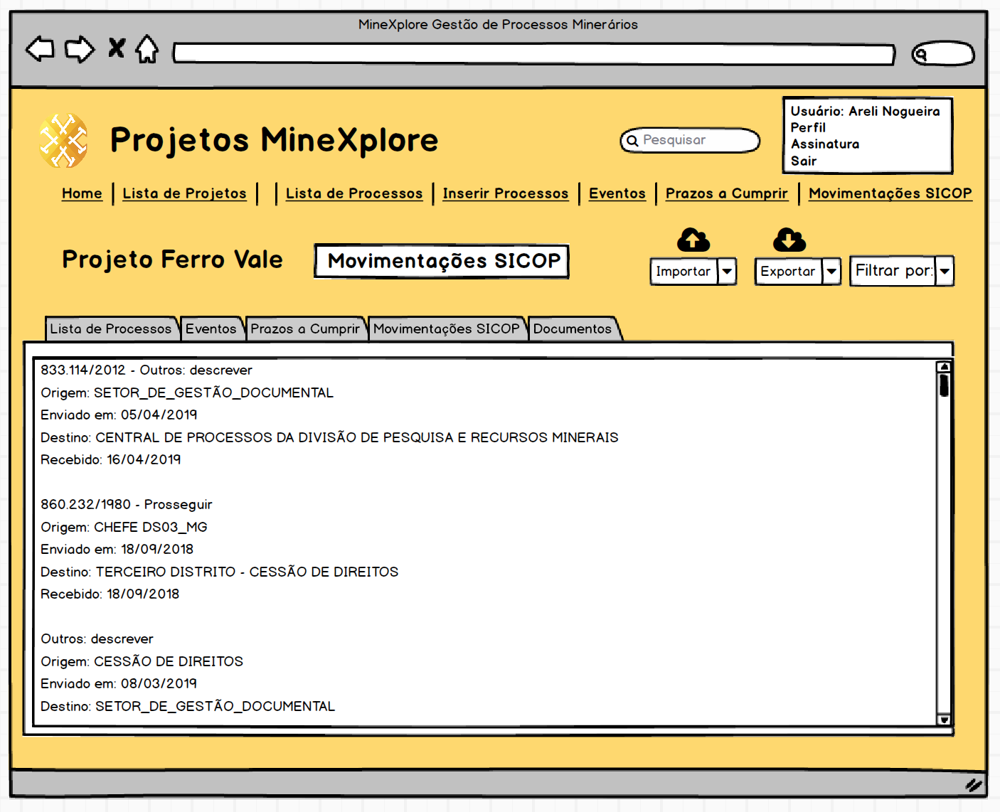 MineXplore Gestão de Processos Minerários
Usuário: Areli Nogueira
Perfil
Assinatura
Sair
Projetos MineXplore
Pesquisar
Home | Lista de Projetos | | Lista de Processos | Inserir Processos | Eventos | Prazos a Cumprir | Movimentações SICOP
Projeto Ferro Vale
Movimentações SICOP
Importar
Exportar
Filtrar por:
Lista de Processos
Eventos
Prazos a Cumprir
Movimentações SICOP
Documentos
833.114/2012 - Outros: descrever
Origem: SETOR_DE_GESTÃO_DOCUMENTAL
Enviado em: 05/04/2019
Destino: CENTRAL DE PROCESSOS DA DIVISÃO DE PESQUISA E RECURSOS MINERAIS
Recebido: 16/04/2019
860.232/1980 - Prosseguir
Origem: CHEFE DS03_MG
Enviado em: 18/09/2018
Destino: TERCEIRO DISTRITO - CESSÃO DE DIREITOS
Recebido: 18/09/2018
Outros: descrever
Origem: CESSÃO DE DIREITOS
Enviado em: 08/03/2019
Destino: SETOR_DE_GESTÃO_DOCUMENTAL